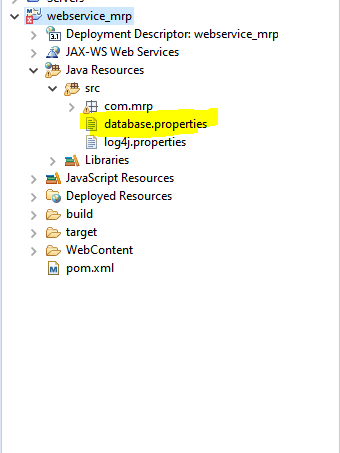 Servers
webservice_mrp
Deployment Descriptor: webservice_mrp
JAX-WS Web Services
Java Resources
src
com.mrp
database.properties
log4j.properties
Libraries
JavaScript Resources
Deployed Resources
build
target
WebContent
pom.xml